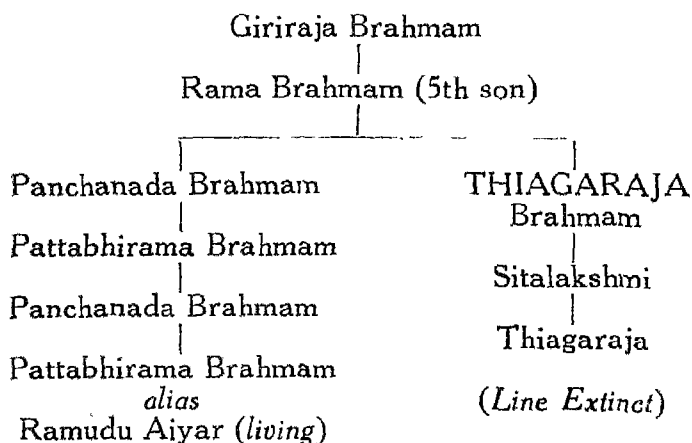 Giriraja Brahmam
Rama Brahmam (5th son)
Panchanada Brahmam
Pattabhirama Brahmam
Panchanada Brahmam
Pattabhirama Brahmam
alias
Ramudu Aiyar (living)
THIAGARAJA
Brahmam
Sitalakshmi
Thiagaraja
(Line Extinct)